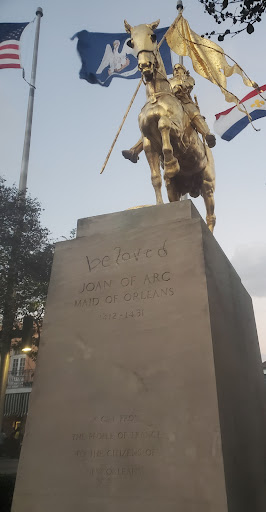 beloved
JOAN OF ARC
MAID OF ORLEANS
1412-1431
A GIFT FROM
THE PEOPLE OF FRANCE
TO THE CITIZENS OF
NEW ORLEANS